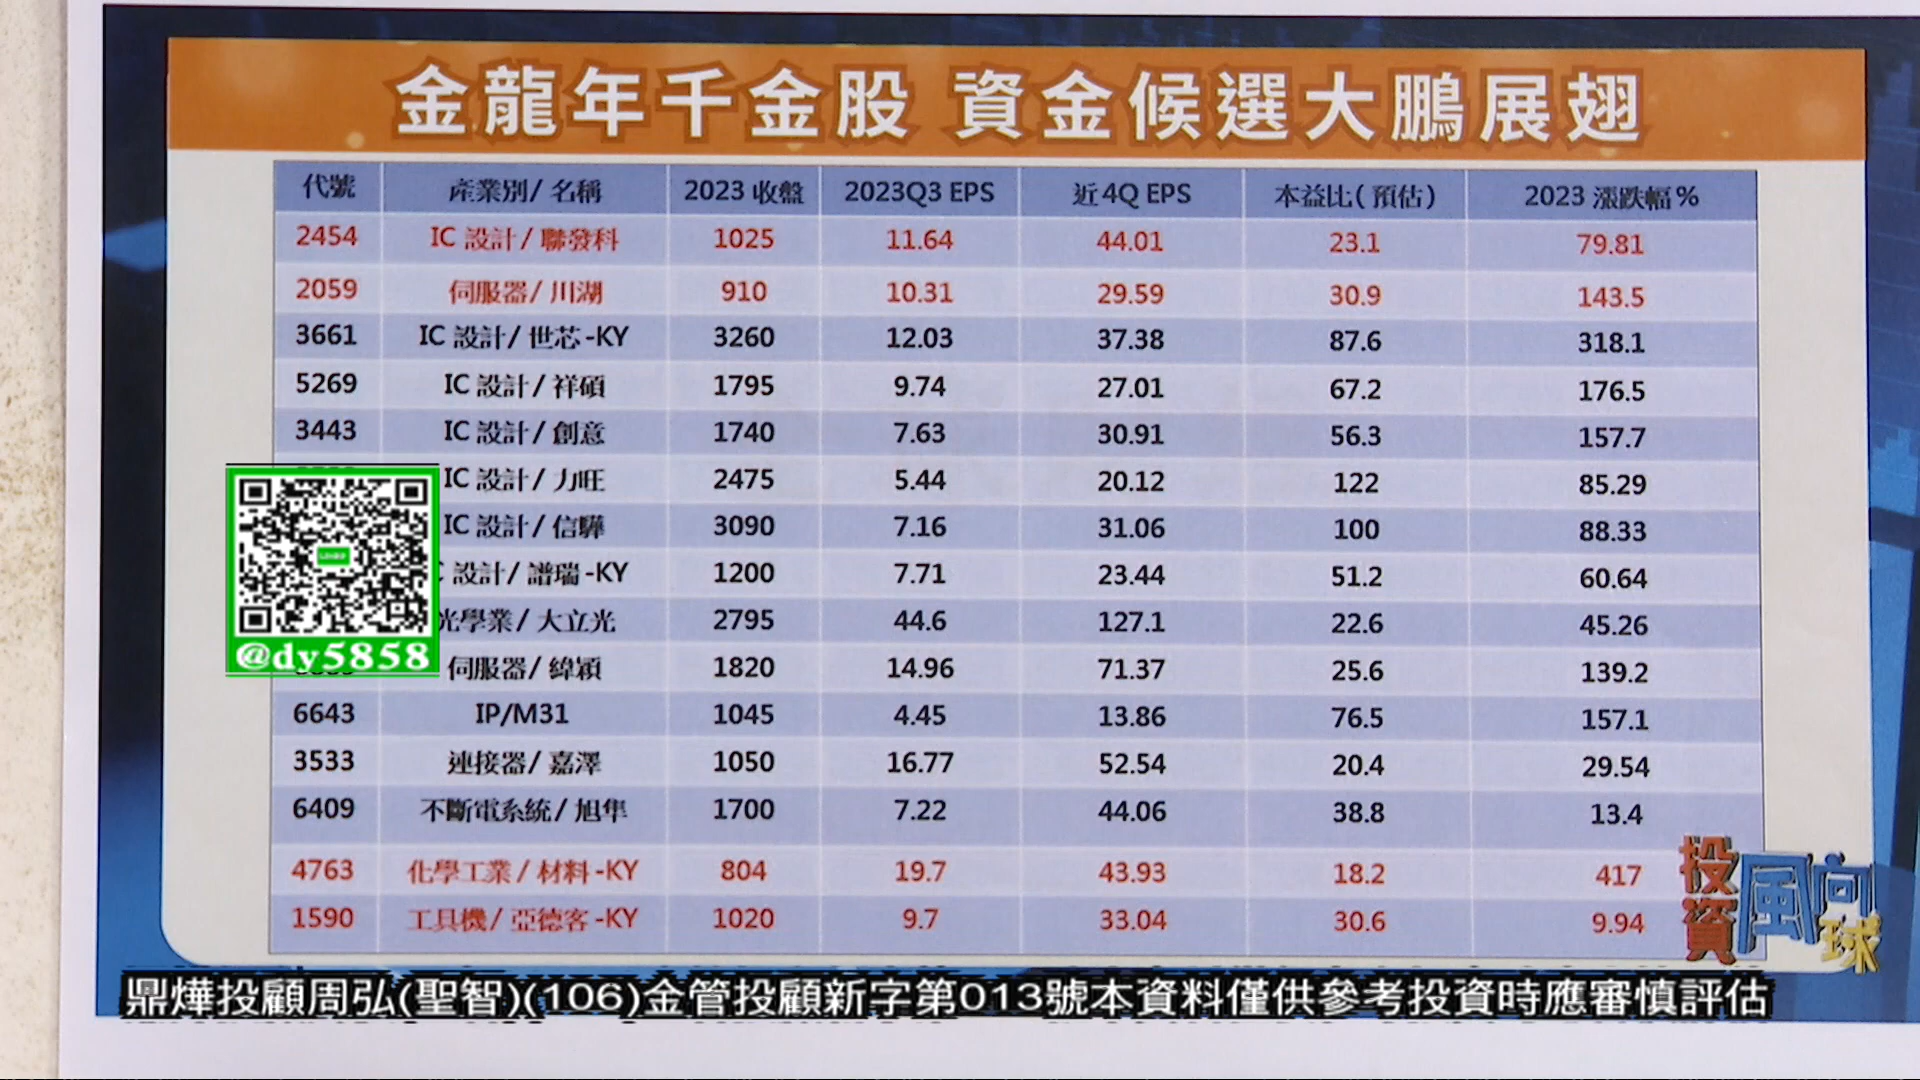 金龍年千金股 資金候選大鵬展翅
代號 產業別/名稱 2023收盤 2023Q3 EPS 近4Q EPS 本益比(預估) 2023漲跌幅%
2454 IC設計/聯發科 1025 11.64 44.01 23.1 79.81
2059 伺服器/川湖 910 10.31 29.59 30.9 143.5
3661 IC設計/世芯-KY 3260 12.03 37.38 87.6 318.1
5269 IC設計/祥碩 1795 9.74 27.01 67.2 176.5
3443 IC設計/創意 1740 7.63 30.91 56.3 157.7
IC設計/力旺 2475 5.44 20.12 122 85.29
IC設計/信驊 3090 7.16 31.06 100 88.33
設計/譜瑞-KY 1200 7.71 23.44 51.2 60.64
光學業/大立光 2795 44.6 127.1 22.6 45.26
伺服器/緯穎 1820 14.96 71.37 25.6 139.2
6643 IP/M31 1045 4.45 13.86 76.5 157.1
3533 連接器/嘉澤 1050 16.77 52.54 20.4 29.54
6409 不斷電系統/旭隼 1700 7.22 44.06 38.8 13.4
4763 化學工業/材料-KY 804 19.7 43.93 18.2 417
1590 工具機/亞德客-KY 1020 9.7 33.04 30.6 9.94
@dy5858
投資風向球
鼎燁投顧周弘(聖智)(106)金管投顧新字第013號本資料僅供參考投資時應審慎評估